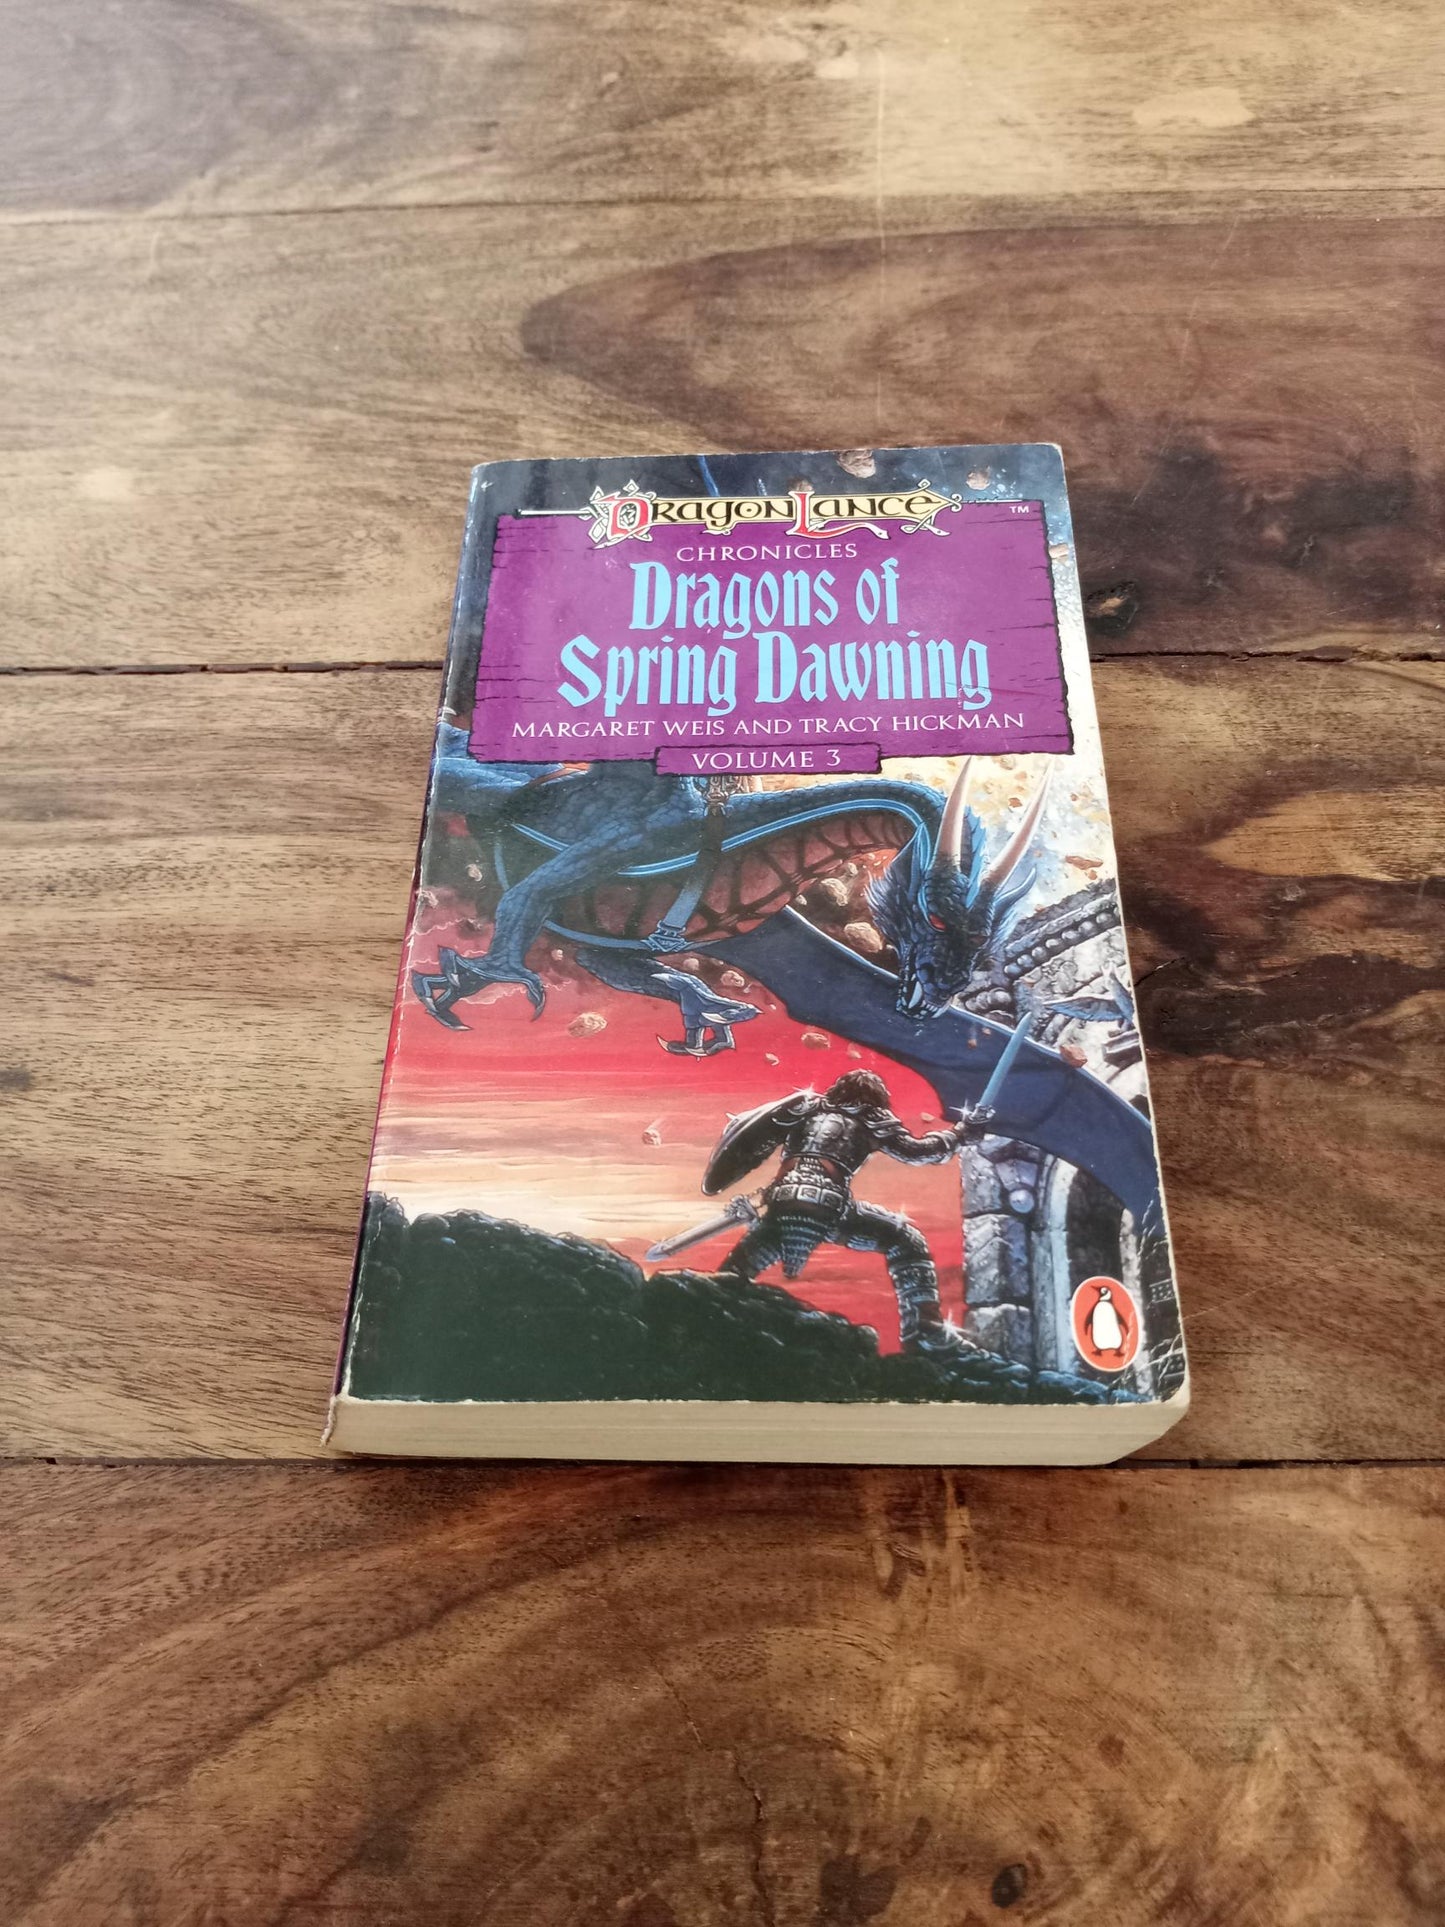 DRAGONLANCE
TM
CHRONICLES
Dragons of
Spring Dawning
MARGARET WEIS AND TRACY HICKMAN
VOLUME 3